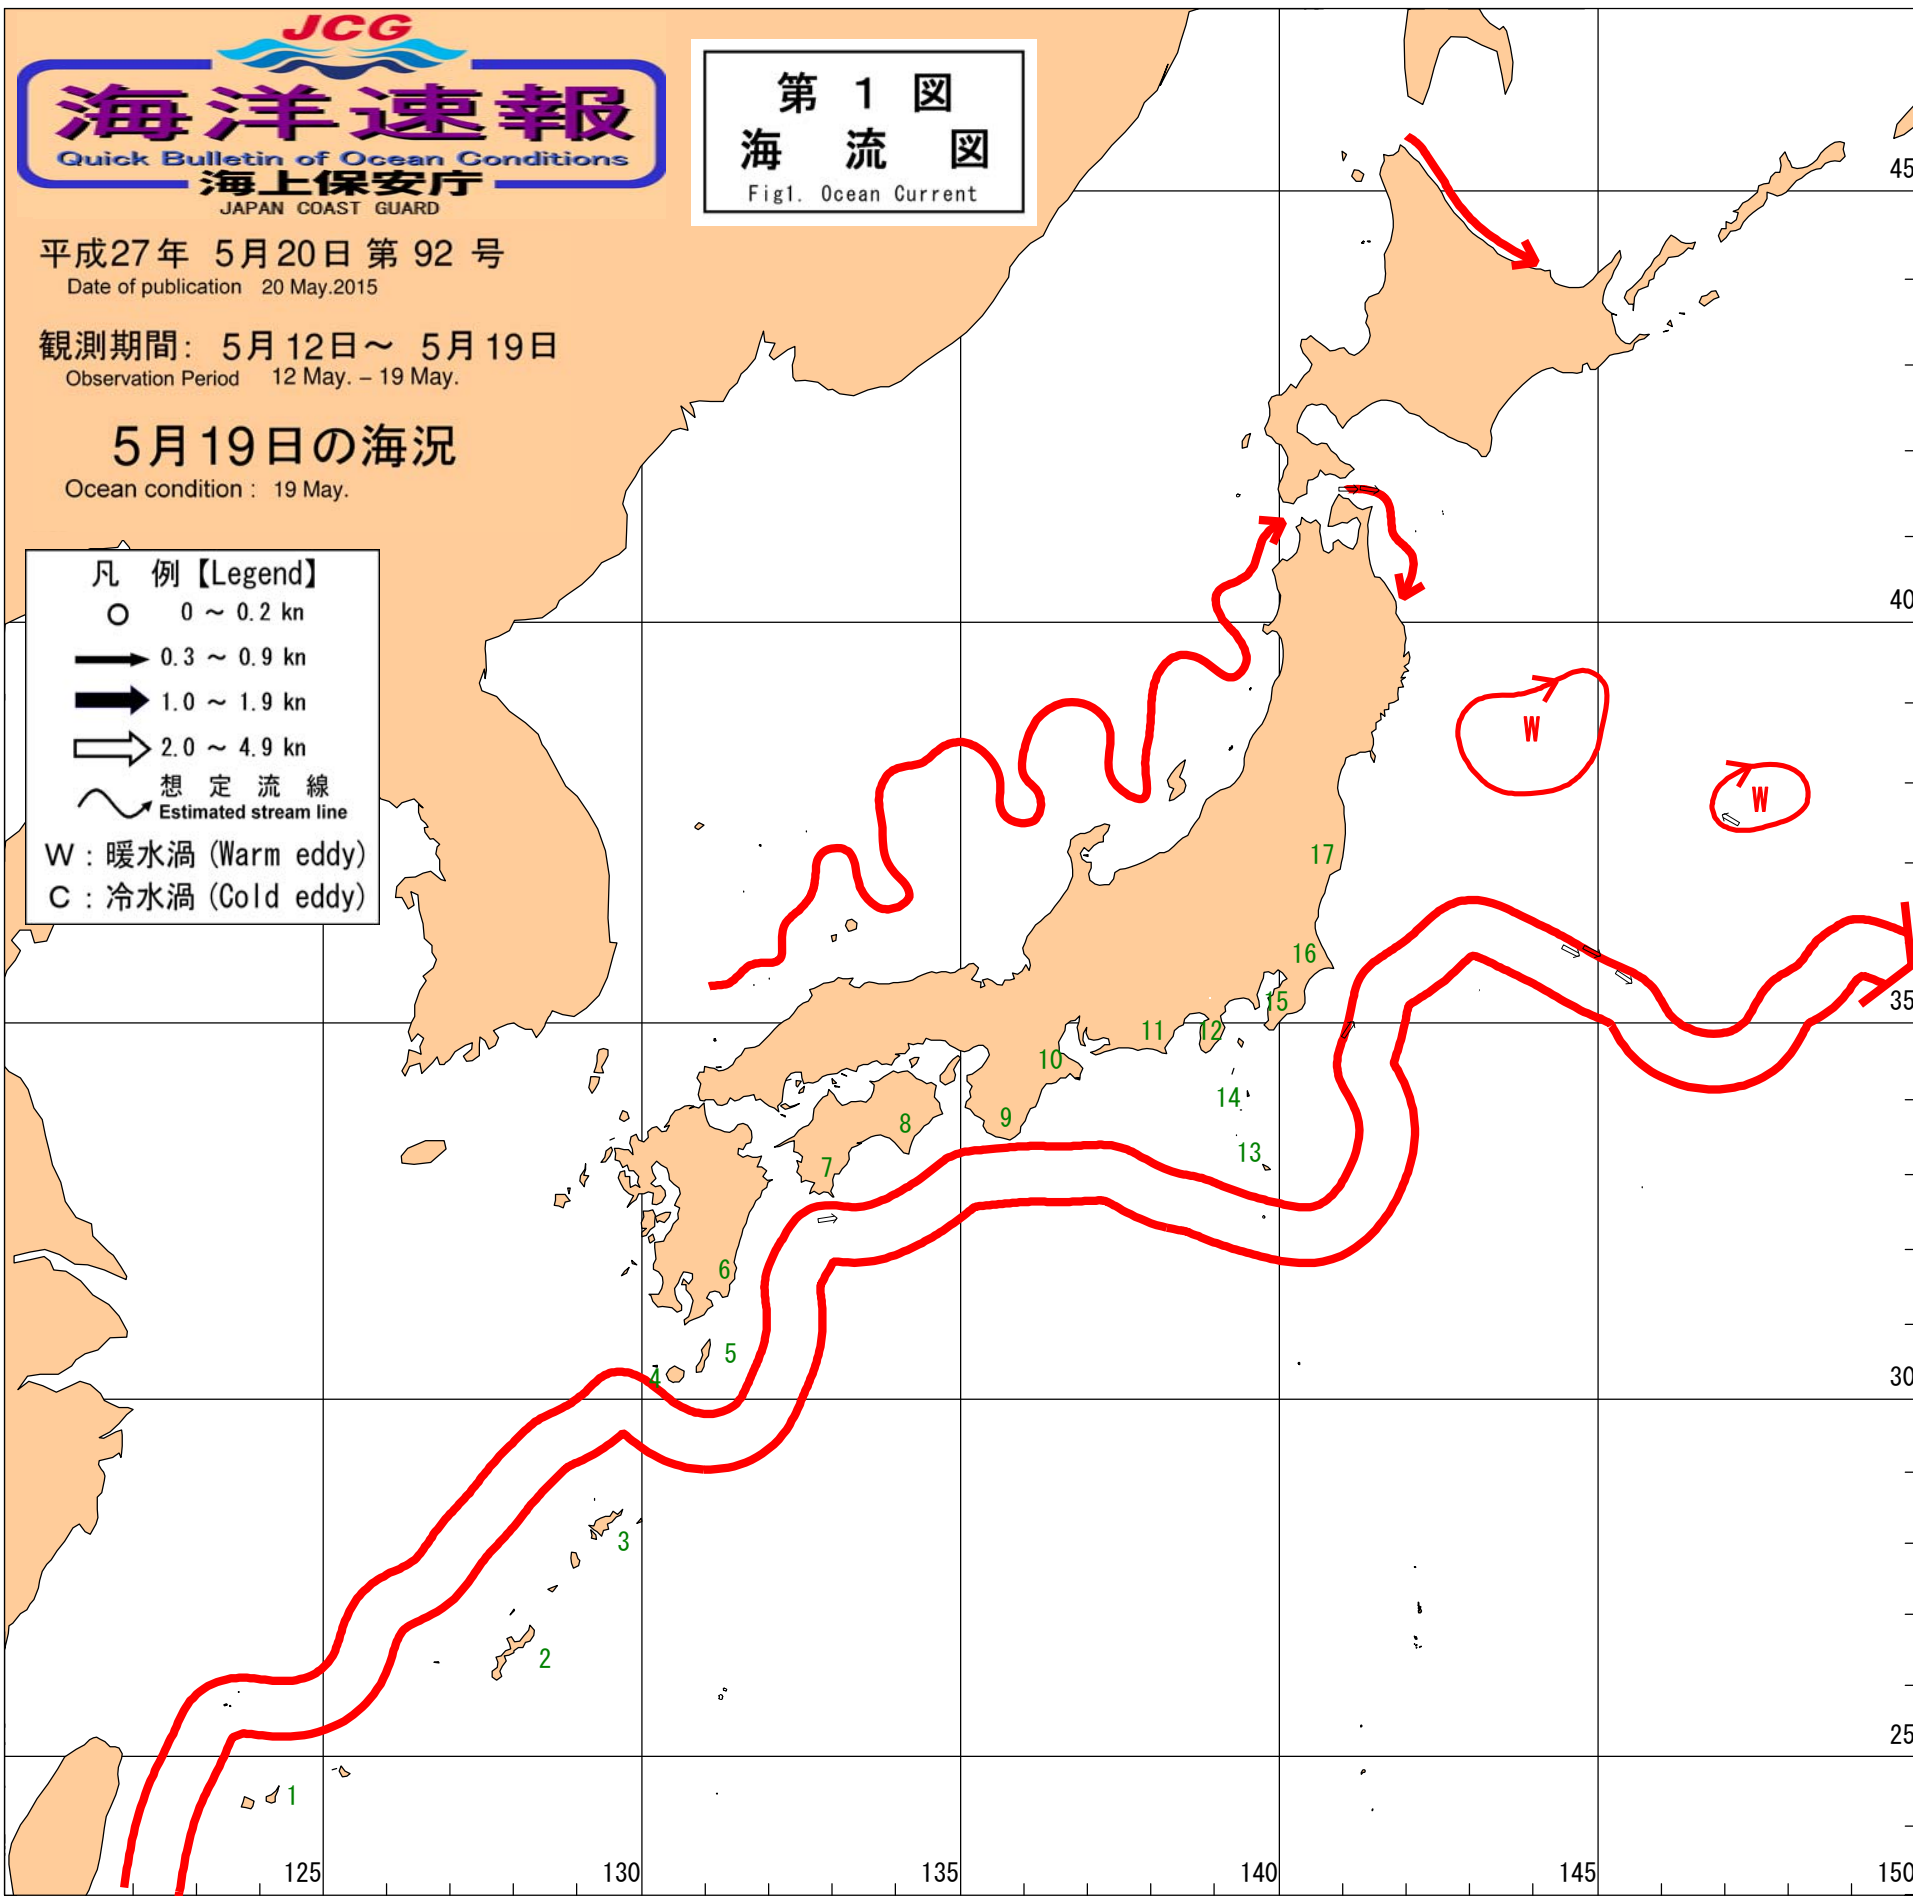 JCG
海洋速報
Quick Bulletin of Ocean Conditions
海上保安庁
JAPAN COAST GUARD
第 1 図
海 流 図
Fig1. Ocean Current
平成27年 5月20日 第 92 号
Date of publication 20 May.2015
観測期間: 5月12日～ 5月19日
Observation Period 12 May. – 19 May.
5月19日の海況
Ocean condition : 19 May.
凡 例【Legend】
0 ～ 0.2 kn
0.3 ～ 0.9 kn
1.0 ～ 1.9 kn
2.0 ～ 4.9 kn
想 定 流 線
Estimated stream line
W : 暖水渦 (Warm eddy)
C : 冷水渦 (Cold eddy)
45
40
W
W
17
16
35
15
12
11
10
14
9
8
13
7
6
5
4
30
3
2
25
1
125
130
135
140
145
150